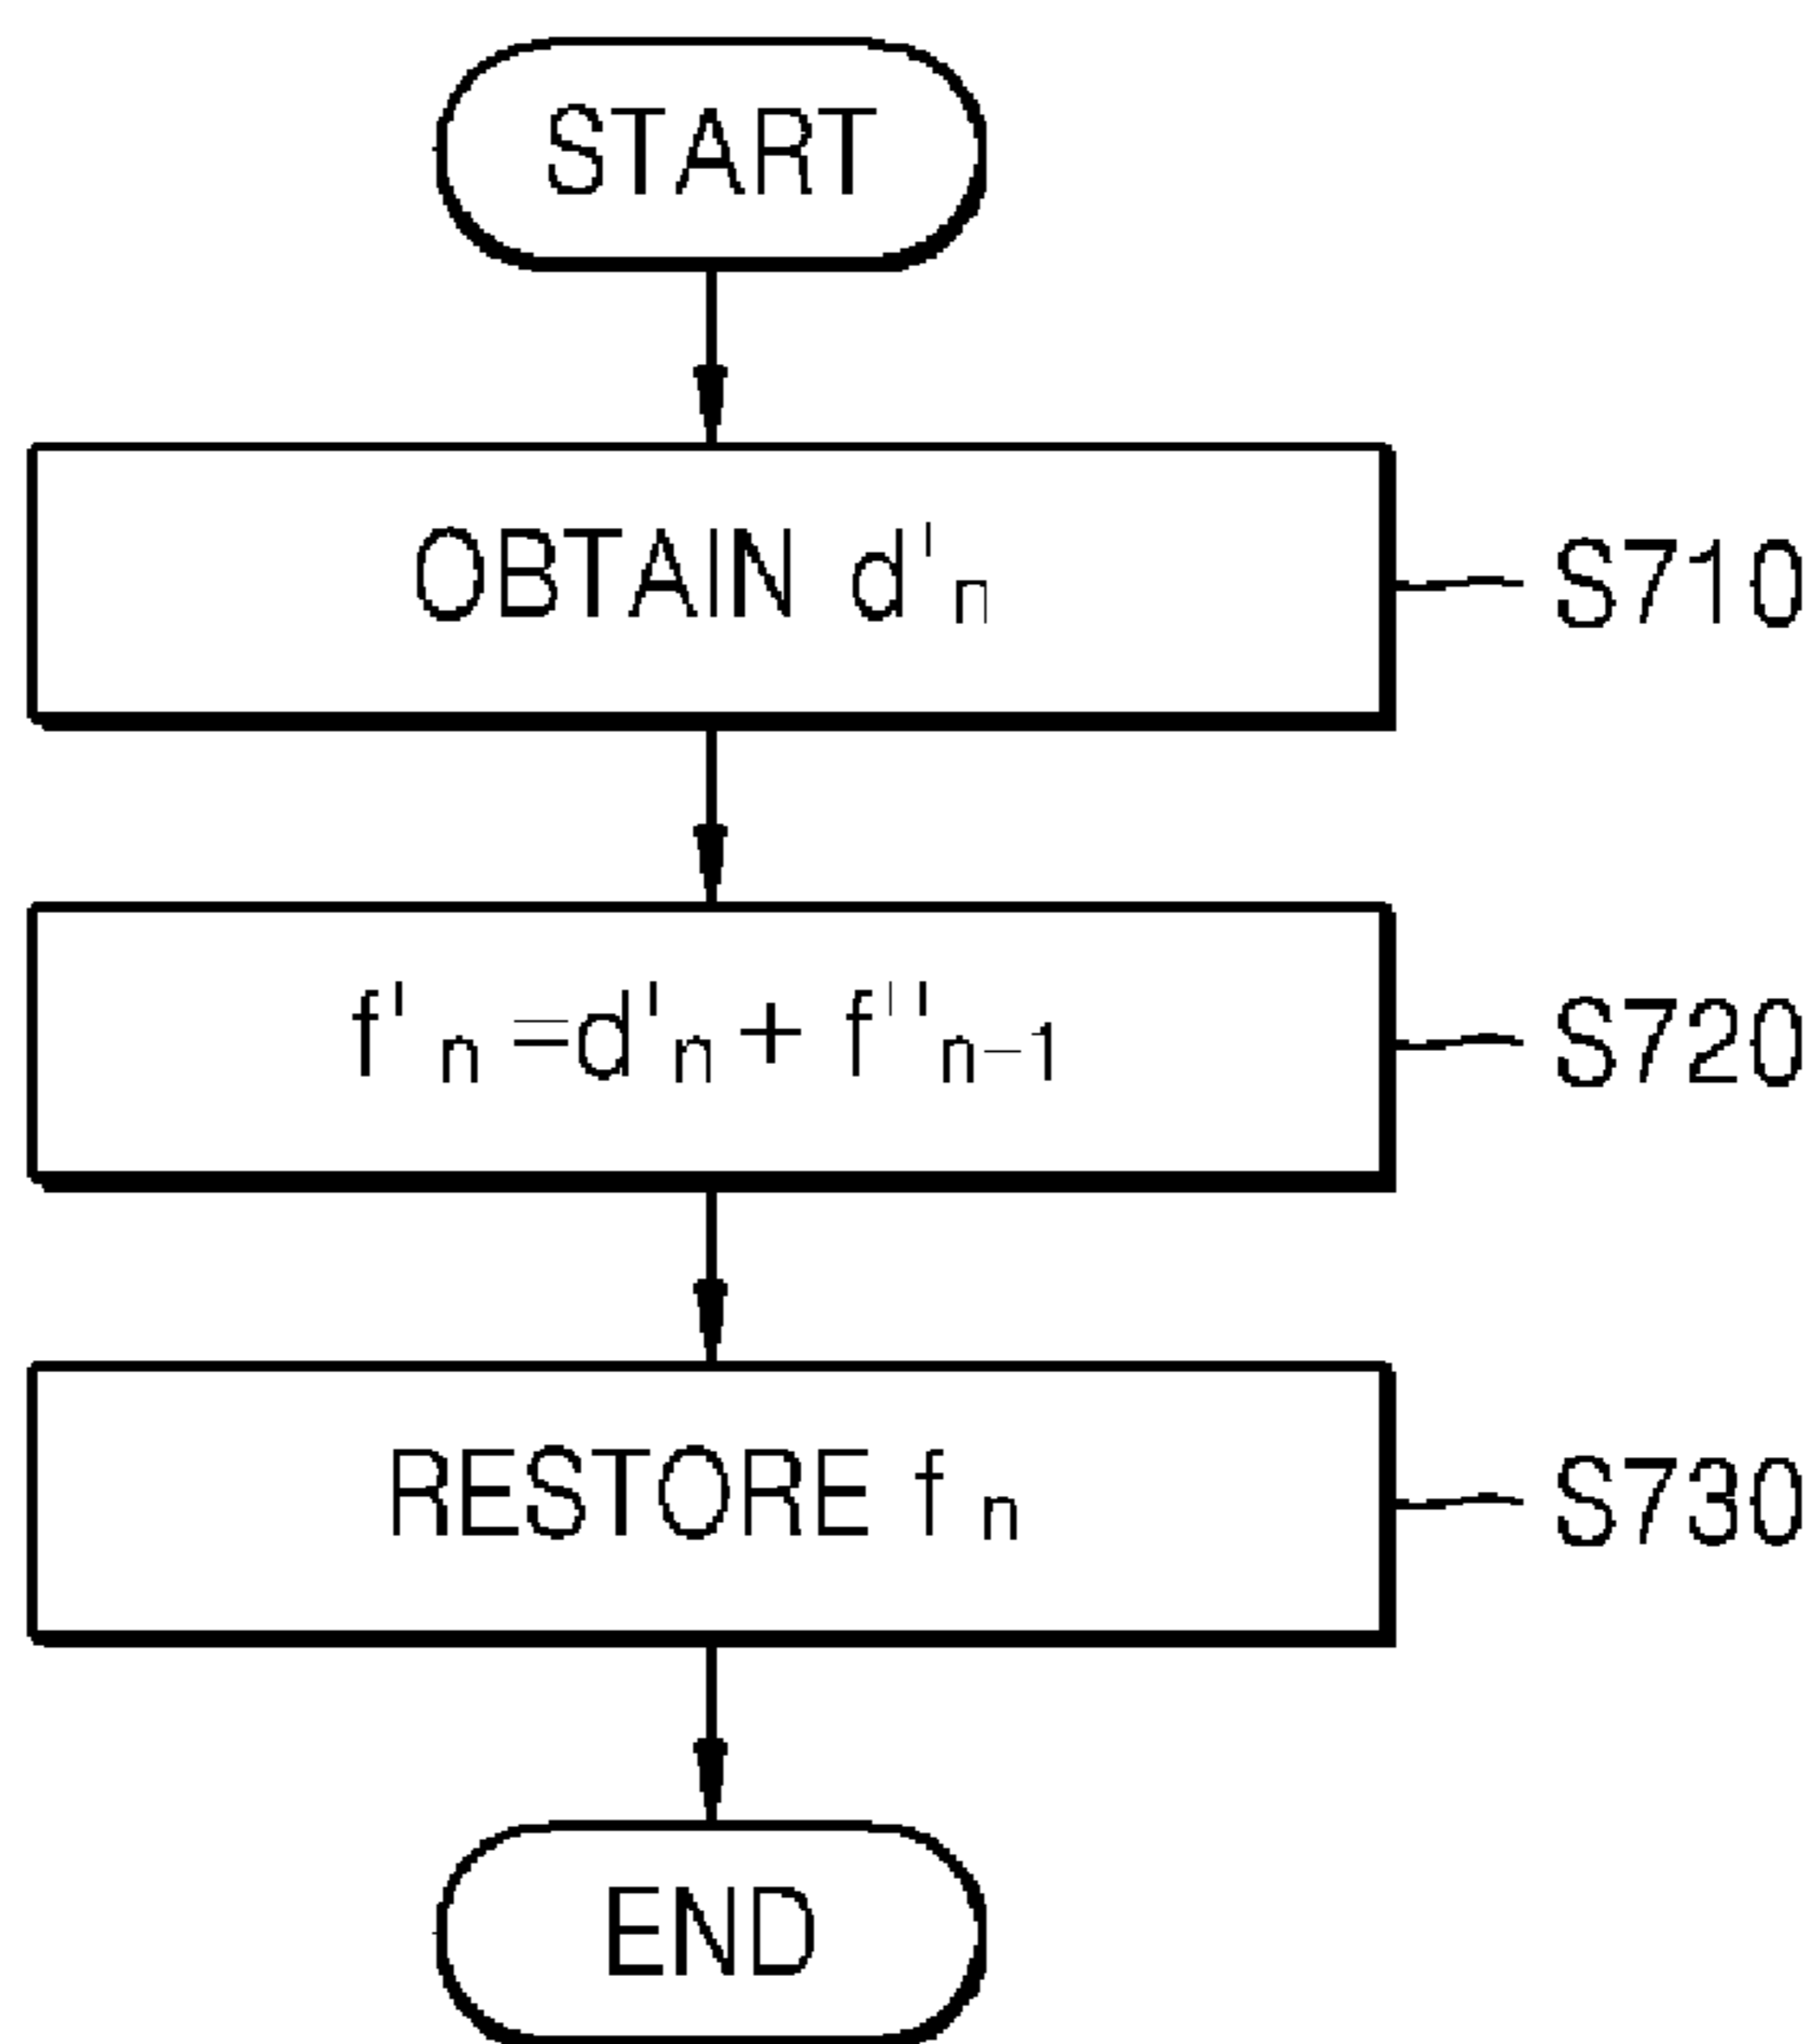 START
OBTAIN d'n
S710
f'n=d'n+f''n-1
S720
RESTORE fn
S730
END